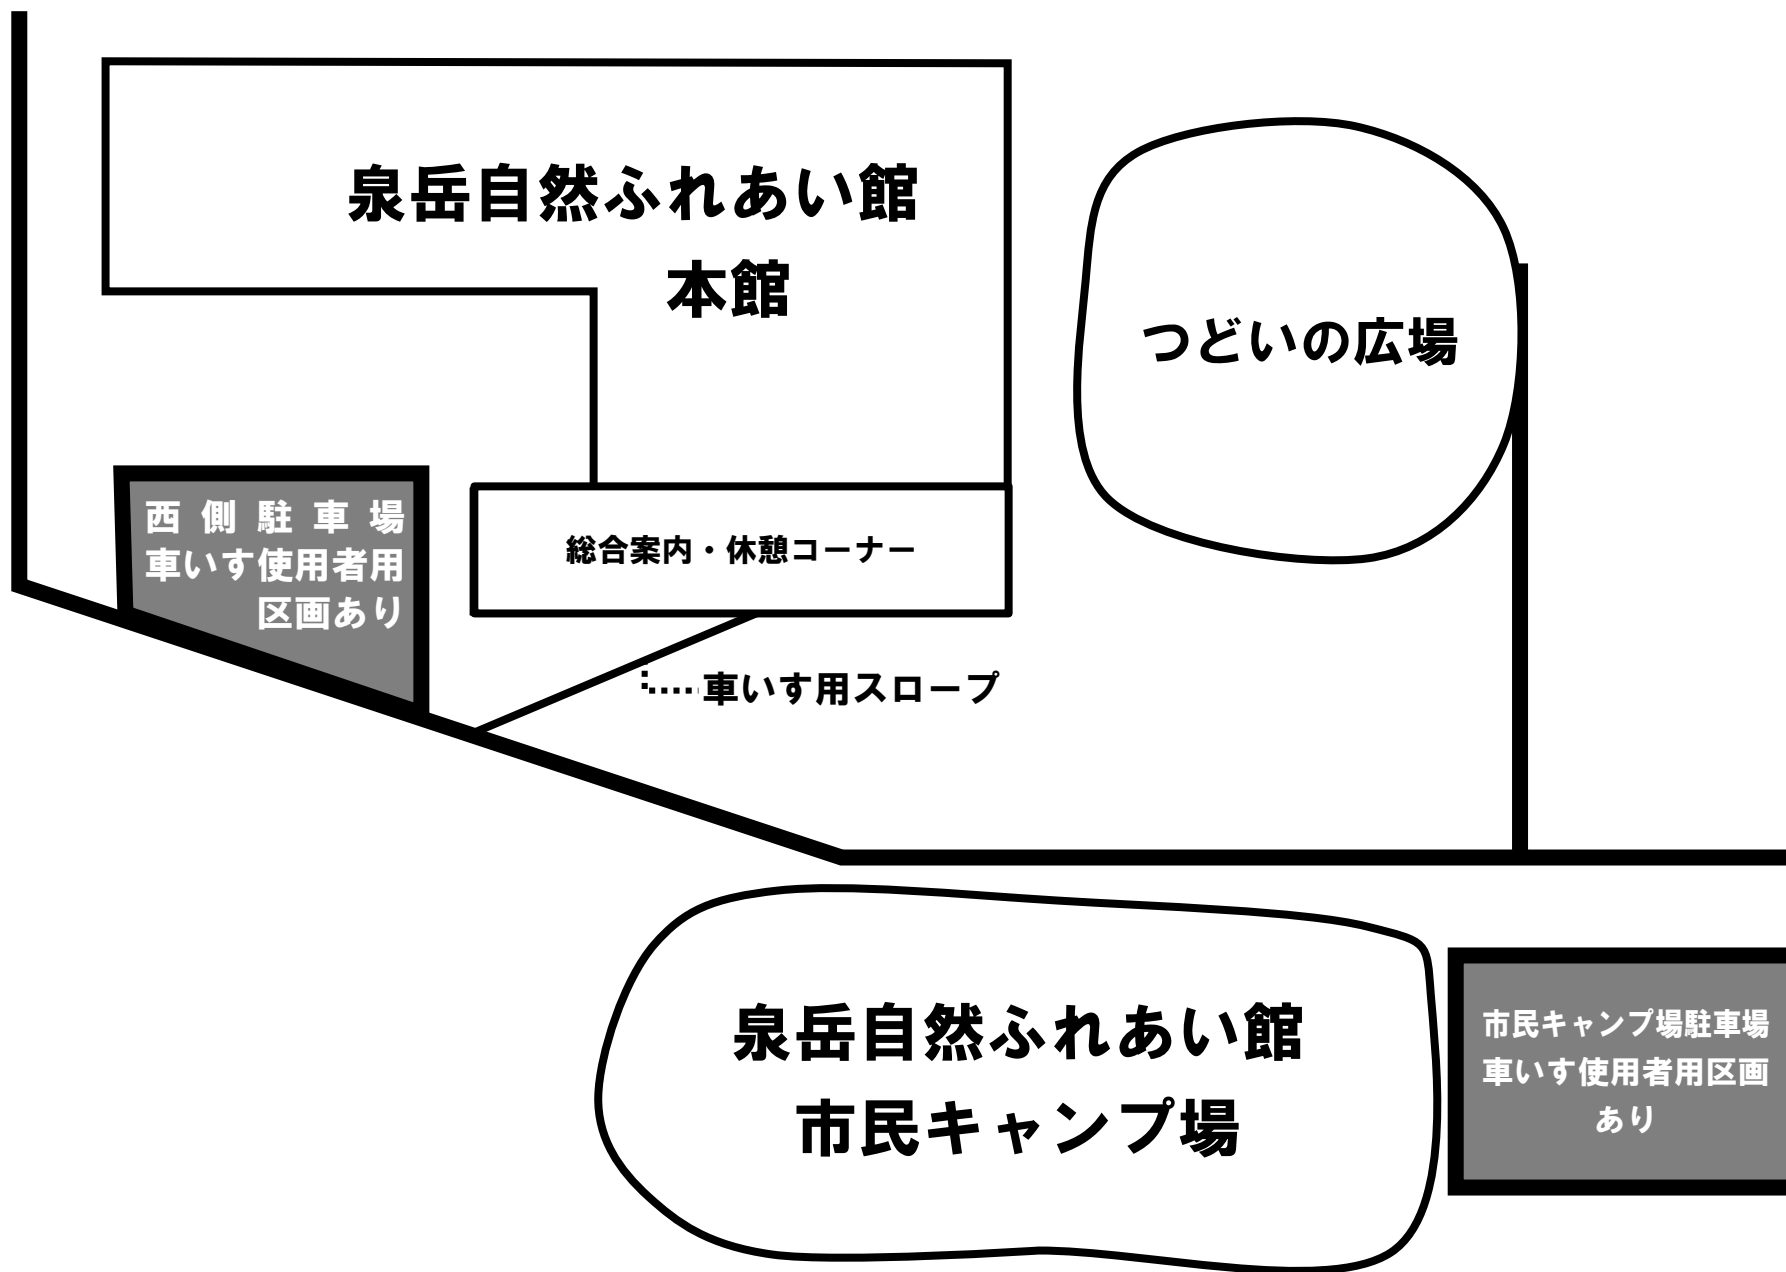 泉岳自然ふれあい館
本館
つどいの広場
西側駐車場
車いす使用者用
区画あり
総合案内・休憩コーナー
車いす用スロープ
泉岳自然ふれあい館
市民キャンプ場
市民キャンプ場駐車場
車いす使用者用区画
あり